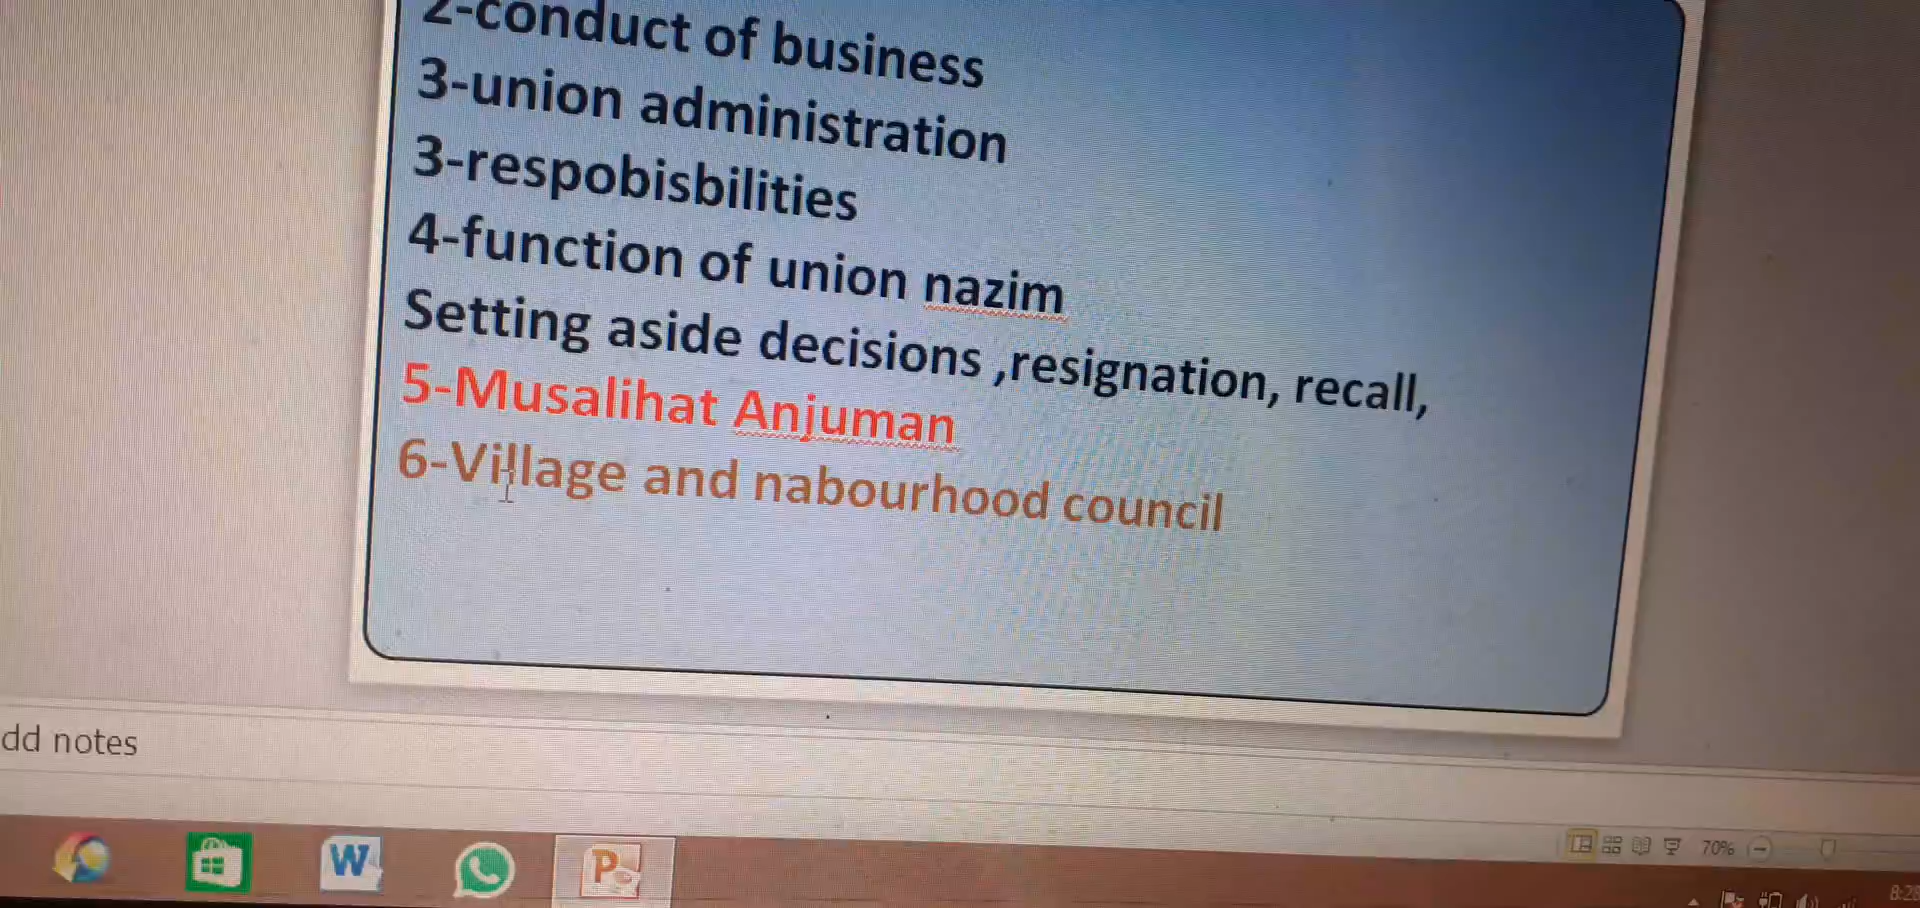 2-conduct of business
3-union administration
3-respobisbilities
4-function of union nazim
Setting aside decisions ,resignation, recall,
5-Musalihat Anjuman
6-Village and nabourhood council
dd notes
W
P
70%